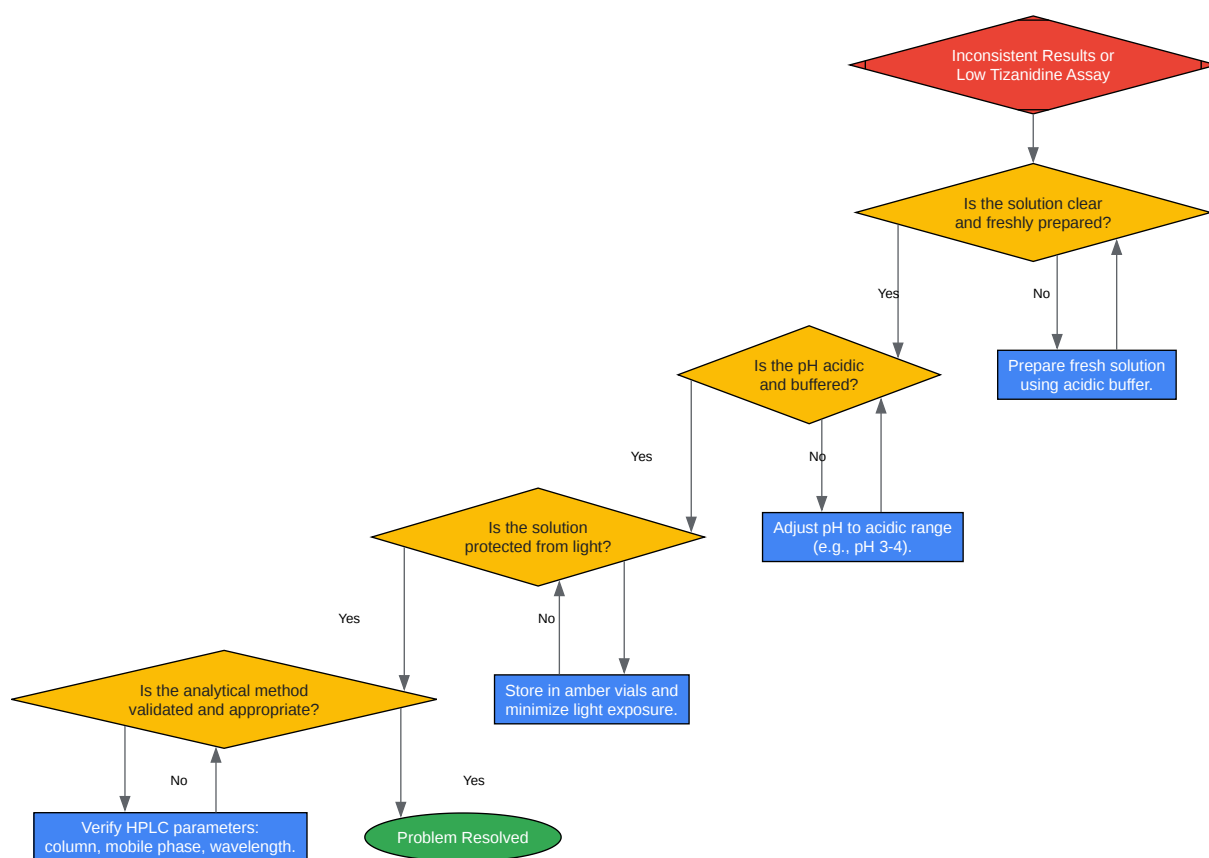 Inconsistent Results or
Low Tizanidine Assay
Is the solution clear
and freshly prepared?
Yes
No
Is the pH acidic
and buffered?
Prepare fresh solution
using acidic buffer.
Yes
No
Is the solution
protected from light?
Adjust pH to acidic range
(e.g., pH 3-4).
Yes
No
Is the analytical method
validated and appropriate?
Store in amber vials and
minimize light exposure.
No
Yes
Verify HPLC parameters:
column, mobile phase, wavelength.
Problem Resolved